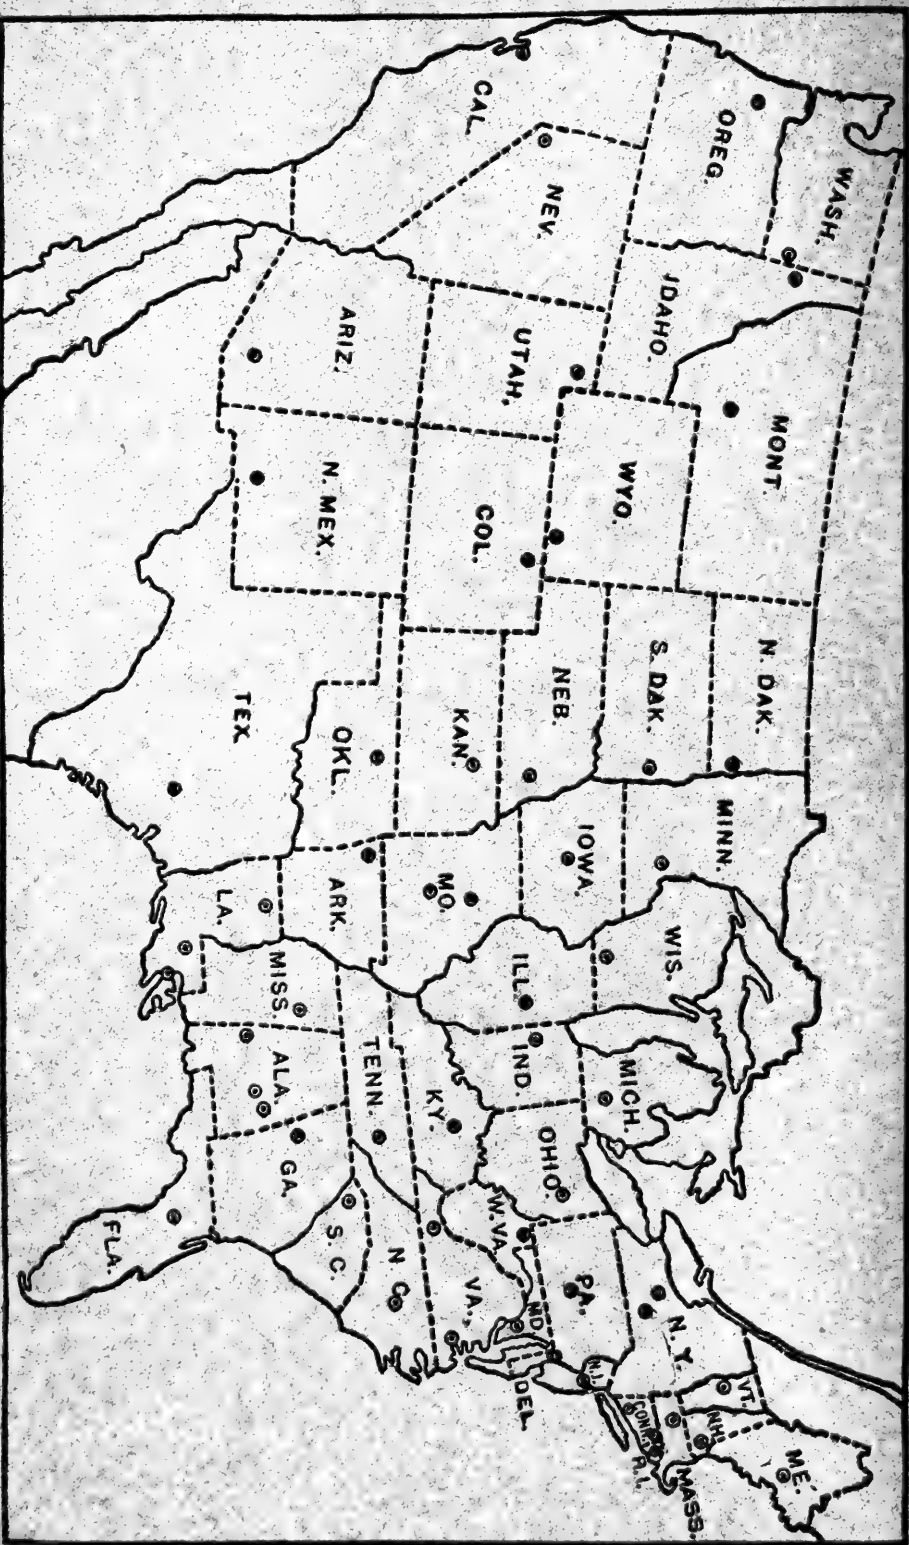 WASH.
OREG.
CAL.
NEV.
IDAHO.
MONT.
WYO.
UTAH,
COL.
ARIZ.
N. MEX.
N. DAK.
S. DAK.
NEB.
KAN.
OKL.
TEX.
MINN.
IOWA.
MO.
ARK.
LA.
WIS.
ILL.
MICH.
IND.
OHIO.
KY.
TENN.
MISS.
ALA.
GA.
FLA.
S. C.
N. C.
VA.
W.VA.
MD.
DEL.
PA.
N.J.
N. Y.
CONN.
R.I.
MASS.
VT.
N.H.
ME.